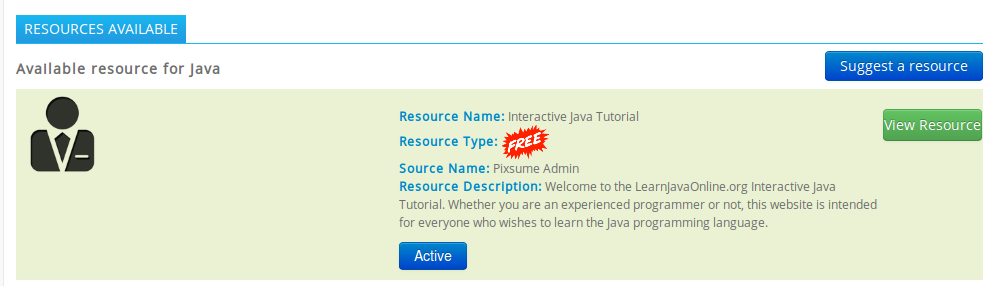 RESOURCES AVAILABLE
Available resource for Java
Suggest a resource
Resource Name: Interactive Java Tutorial
View Resource
Resource Type: FREE
Source Name: Pixsume Admin
Resource Description: Welcome to the LearnJavaOnline.org Interactive Java
Tutorial. Whether you are an experienced programmer or not, this website is intended
for everyone who wishes to learn the Java programming language.
Active